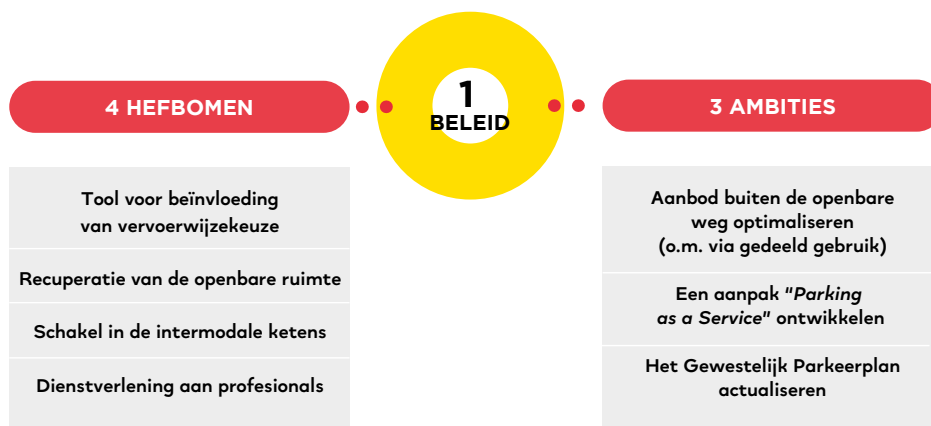 4 HEFBOMEN
Tool voor beïnvloeding
van vervoerwijzekeuze
Recuperatie van de openbare ruimte
Schakel in de intermodale ketens
Dienstverlening aan profesionals
1
BELEID
3 AMBITIES
Aanbod buiten de openbare
weg optimaliseren
(o.m. via gedeeld gebruik)
Een aanpak "Parking
as a Service" ontwikkelen
Het Gewestelijk Parkeerplan
actualiseren